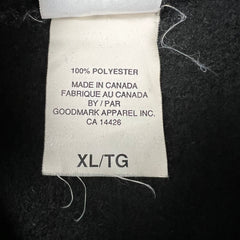 100% POLYESTER
MADE IN CANADA
FABRIQUE AU CANADA
BY / PAR
GOODMARK APPAREL INC.
CA 14426
XL/TG